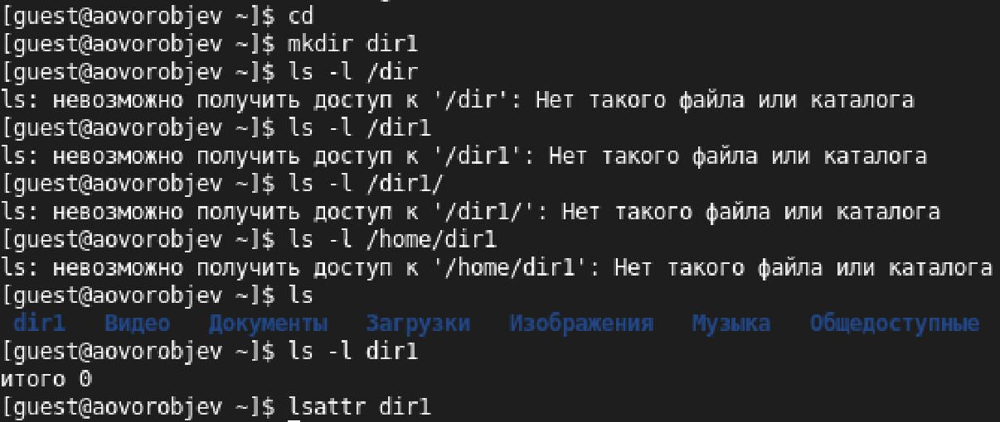 [guest@aovorobjev ~]$ cd
[guest@aovorobjev ~]$ mkdir dir1
[guest@aovorobjev ~]$ ls -l /dir
ls: невозможно получить доступ к '/dir': Нет такого файла или каталога
[guest@aovorobjev ~]$ ls -l /dir1
ls: невозможно получить доступ к '/dir1': Нет такого файла или каталога
[guest@aovorobjev ~]$ ls -l /dir1/
ls: невозможно получить доступ к '/dir1/': Нет такого файла или каталога
[guest@aovorobjev ~]$ ls -l /home/dir1
ls: невозможно получить доступ к '/home/dir1': Нет такого файла или каталога
[guest@aovorobjev ~]$ ls
dir1 Видео Документы Загрузки Изображения Музыка Общедоступные
[guest@aovorobjev ~]$ ls -l dir1
итого 0
[guest@aovorobjev ~]$ lsattr dir1